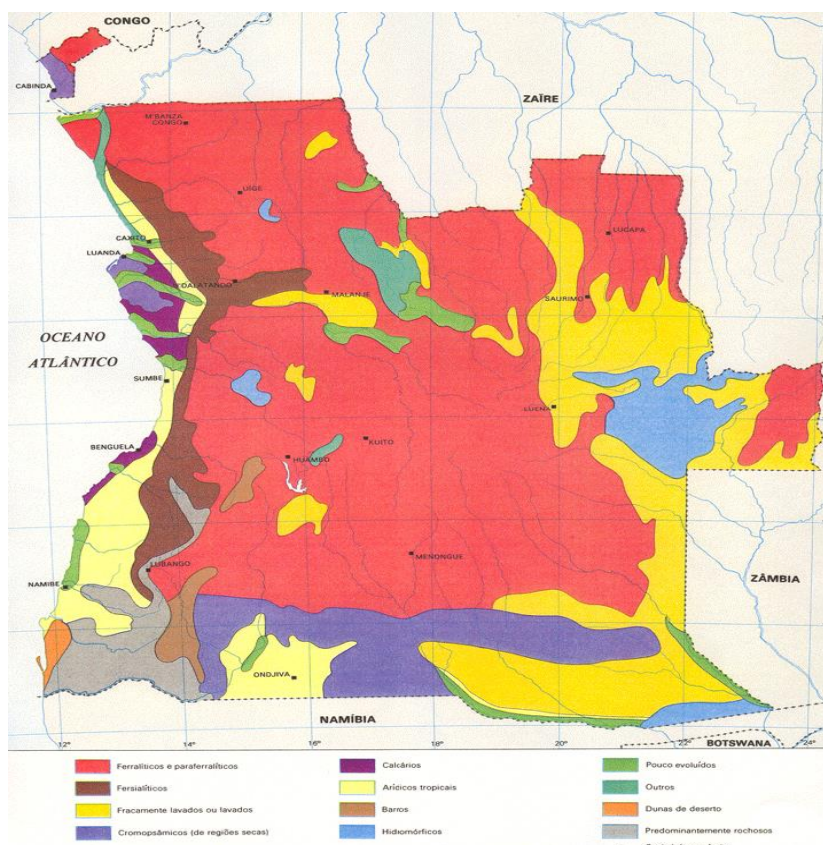 CONGO
CABINDA
ZAÏRE
M'BANZA
CONGO
UIGE
LUCAPA
CAXITO
LUANDA
N'DALATANDO
MALANJE
SAURIMO
OCEANO
ATLÂNTICO
SUMBE
LUENA
BENGUELA
KUITO
HUAMBO
MENONGUE
LUBANGO
NAMIBE
ZÂMBIA
ONDJIVA
NAMÍBIA
BOTSWANA
12° 14° 16° 18° 20° 22° 24°
Ferralíticos e paraferralíticos
Fersialíticos
Fracamente lavados ou lavados
Cromopsâmicos (de regiões secas)
Calcários
Arídicos tropicais
Barros
Hidromórficos
Pouco evoluídos
Outros
Dunas de deserto
Predominantemente rochosos